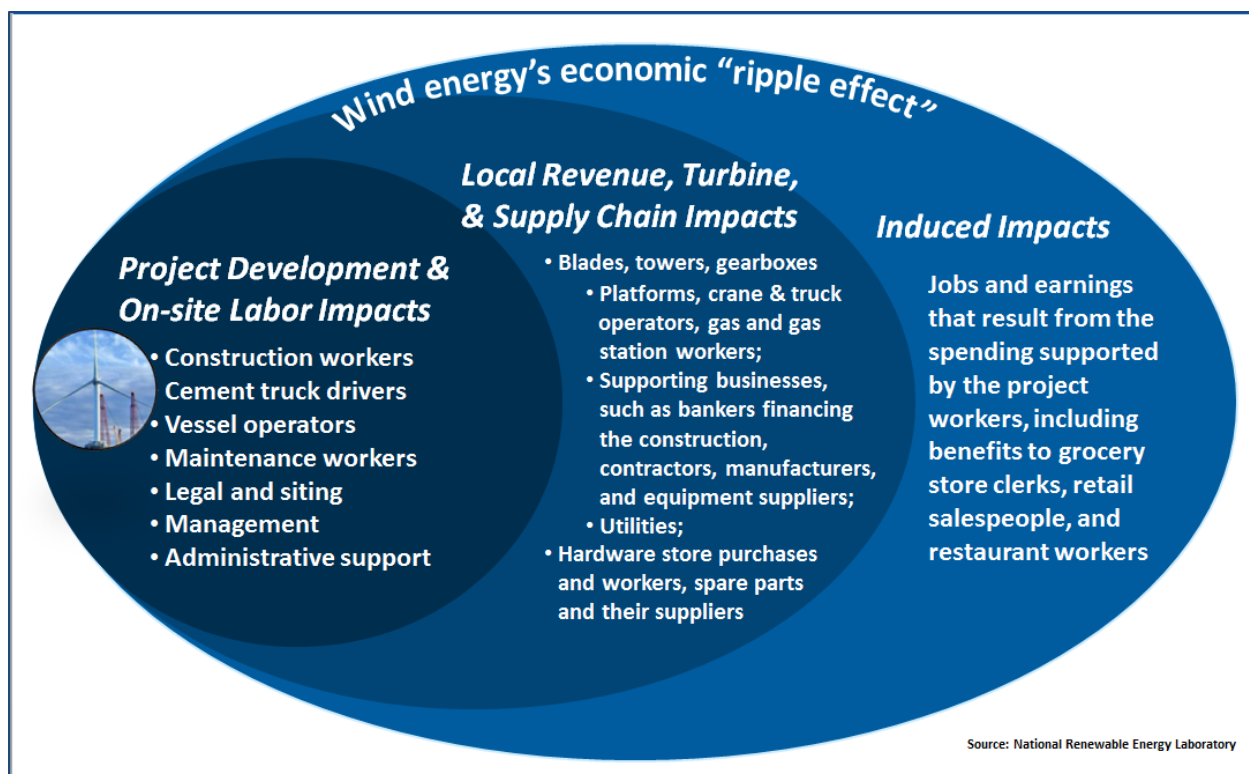 Wind energy's economic “ripple effect”
Project Development &
On-site Labor Impacts
• Construction workers
Cement truck drivers
• Vessel operators
• Maintenance workers
• Legal and siting
• Management
• Administrative support
Local Revenue, Turbine,
& Supply Chain Impacts
• Blades, towers, gearboxes
• Platforms, crane & truck
operators, gas and gas
station workers;
• Supporting businesses,
such as bankers financing
the construction,
contractors, manufacturers,
and equipment suppliers;
• Utilities;
• Hardware store purchases
and workers, spare parts
and their suppliers
Induced Impacts
Jobs and earnings
that result from the
spending supported
by the project
workers, including
benefits to grocery
store clerks, retail
salespeople, and
restaurant workers
Source: National Renewable Energy Laboratory